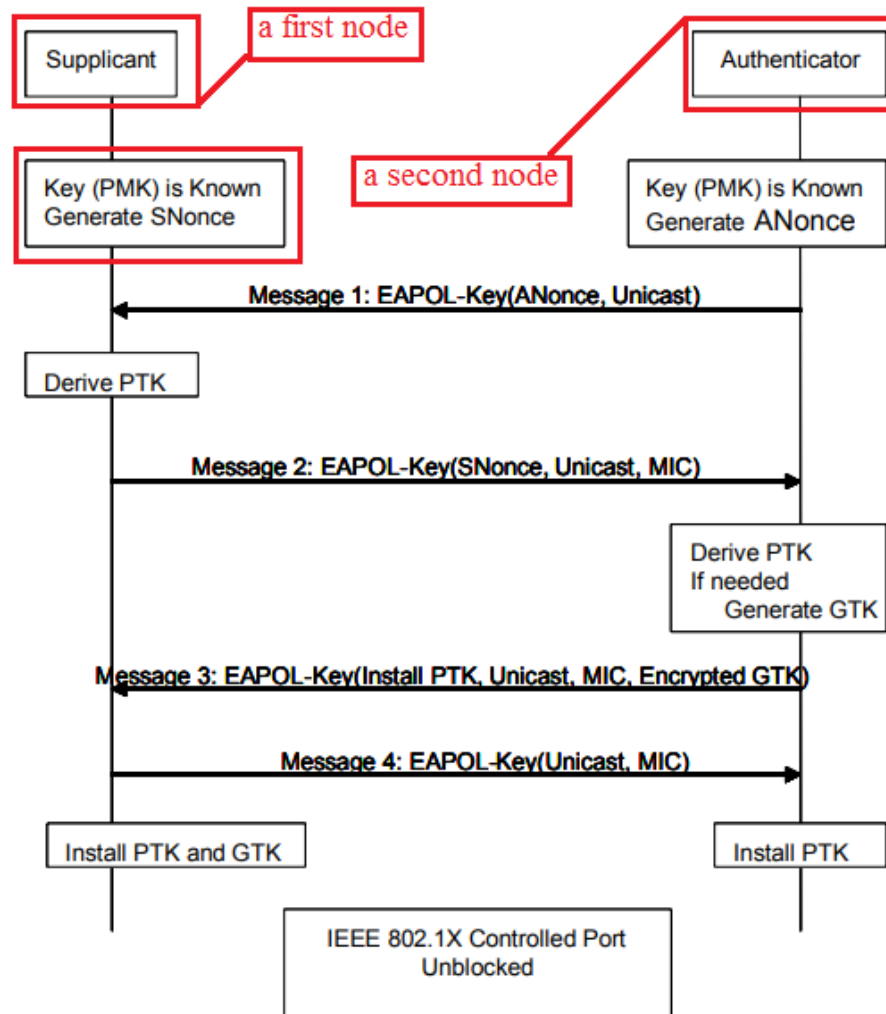 a first node
Supplicant
Authenticator
a second node
Key (PMK) is Known
Generate SNonce
Key (PMK) is Known
Generate ANonce
Message 1: EAPOL-Key(ANonce, Unicast)
Derive PTK
Message 2: EAPOL-Key(SNonce, Unicast, MIC)
Derive PTK
If needed
Generate GTK
Message 3: EAPOL-Key(Install PTK, Unicast, MIC, Encrypted GTK)
Message 4: EAPOL-Key(Unicast, MIC)
Install PTK and GTK
Install PTK
IEEE 802.1X Controlled Port
Unblocked